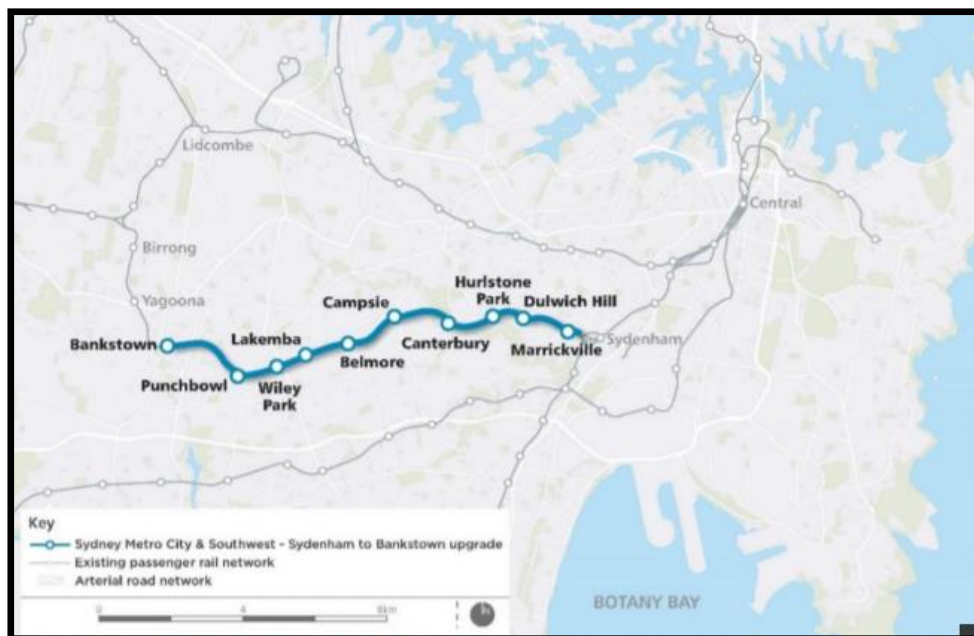 Lidcombe
Central
Birrong
Yagoona
Hurlstone
Park
Dulwich Hill
Campsie
Lakemba
Bankstown
Canterbury
Sydenham
Marrickville
Belmore
Punchbowl
Wiley
Park
Key
Sydney Metro City & Southwest - Sydenham to Bankstown upgrade
Existing passenger rail network
Arterial road network
0 4 8km
BOTANY BAY